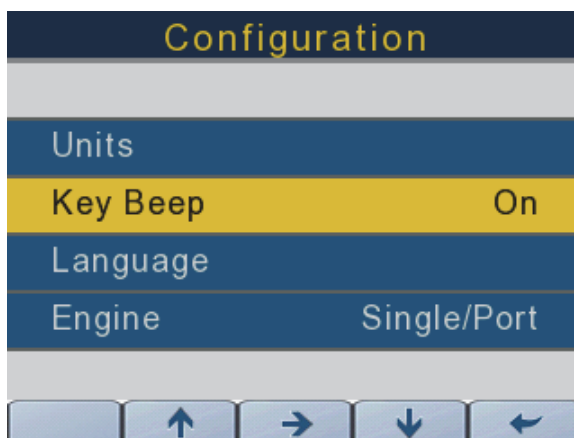 Configuration
Units
Key Beep On
Language
Engine Single/Port